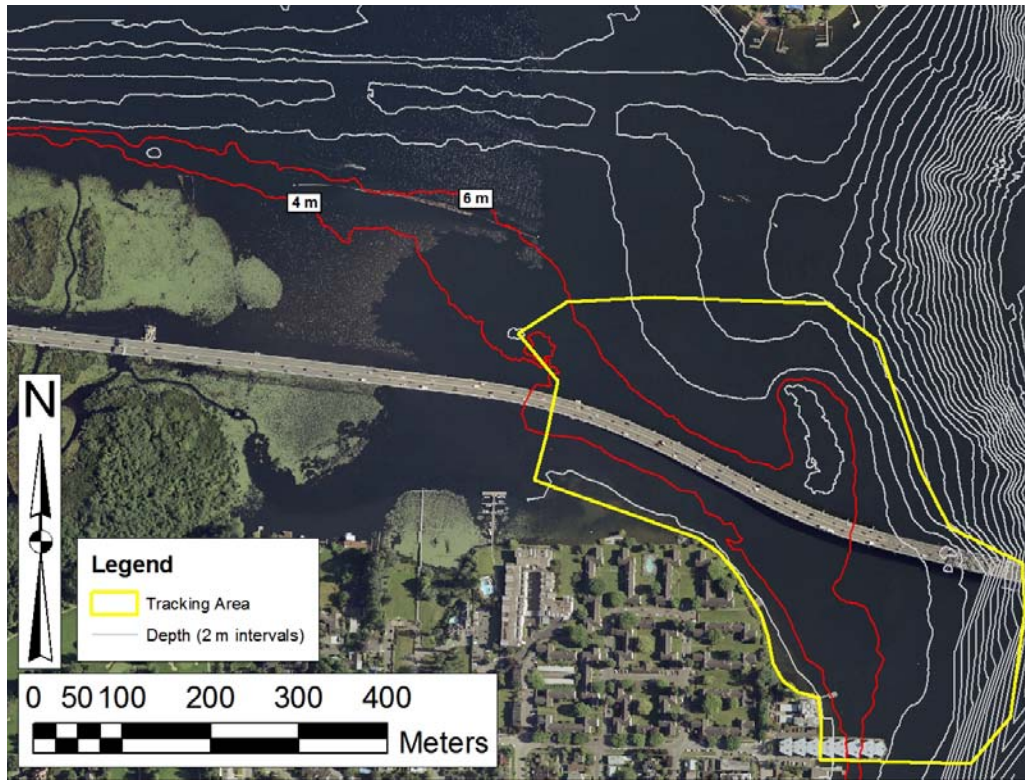 4 m
6 m
N
Legend
Tracking Area
Depth (2 m intervals)
0 50 100 200 300 400
Meters